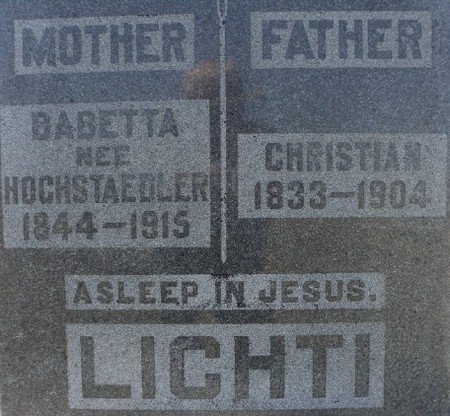 MOTHER
BABETTA
NEE
HOCHSTAEDLER
1844-1915
FATHER
CHRISTIAN
1833-1904
ASLEEP IN JESUS.
LICHTI